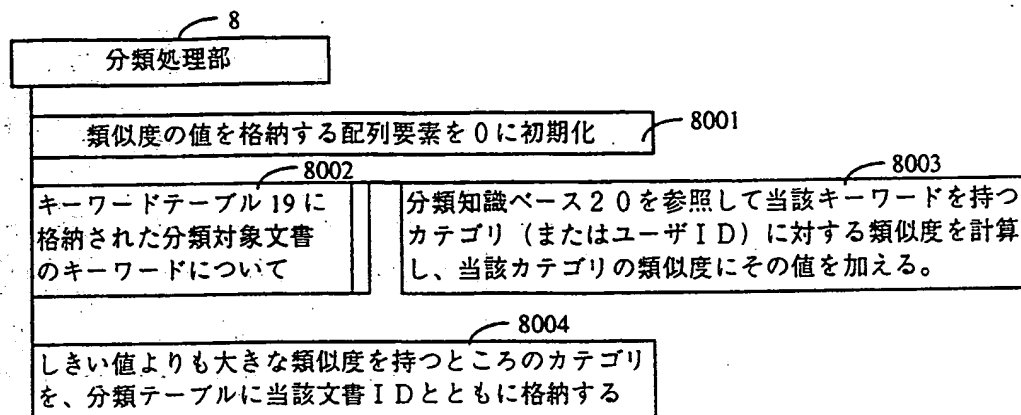 8
分類処理部
類似度の値を格納する配列要素を０に初期化
8001
8002
キーワードテーブル 19 に
格納された分類対象文書
のキーワードについて
8003
分類知識ベース２０を参照して当該キーワードを持つ
カテゴリ（またはユーザＩＤ）に対する類似度を計算
し、当該カテゴリの類似度にその値を加える。
8004
しきい値よりも大きな類似度を持つところのカテゴリ
を、分類テーブルに当該文書ＩＤとともに格納する